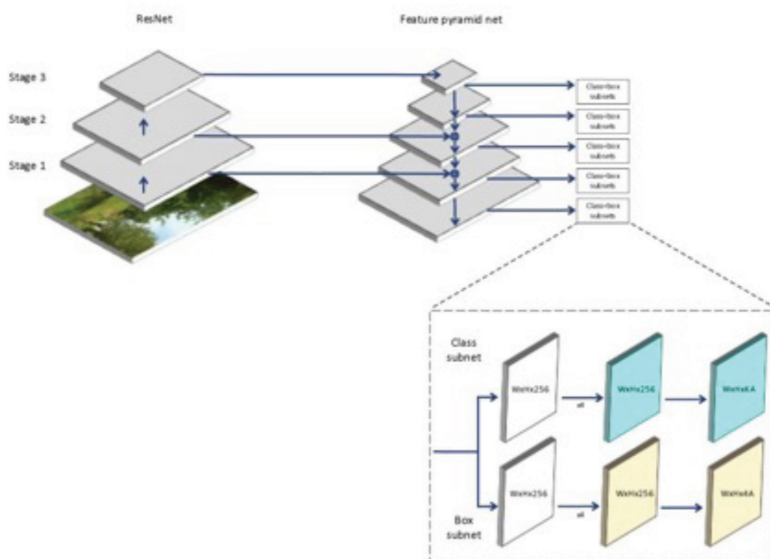 ResNet
Feature pyramid net
Stage 3
Stage 2
Stage 1
Class+box
subnets
Class+box
subnets
Class+box
subnets
Class+box
subnets
Class+box
subnets
Class
subnet
WxHx256
x4
WxHx256
WxHxKA
WxHx256
x4
WxHx256
WxHx4A
Box
subnet